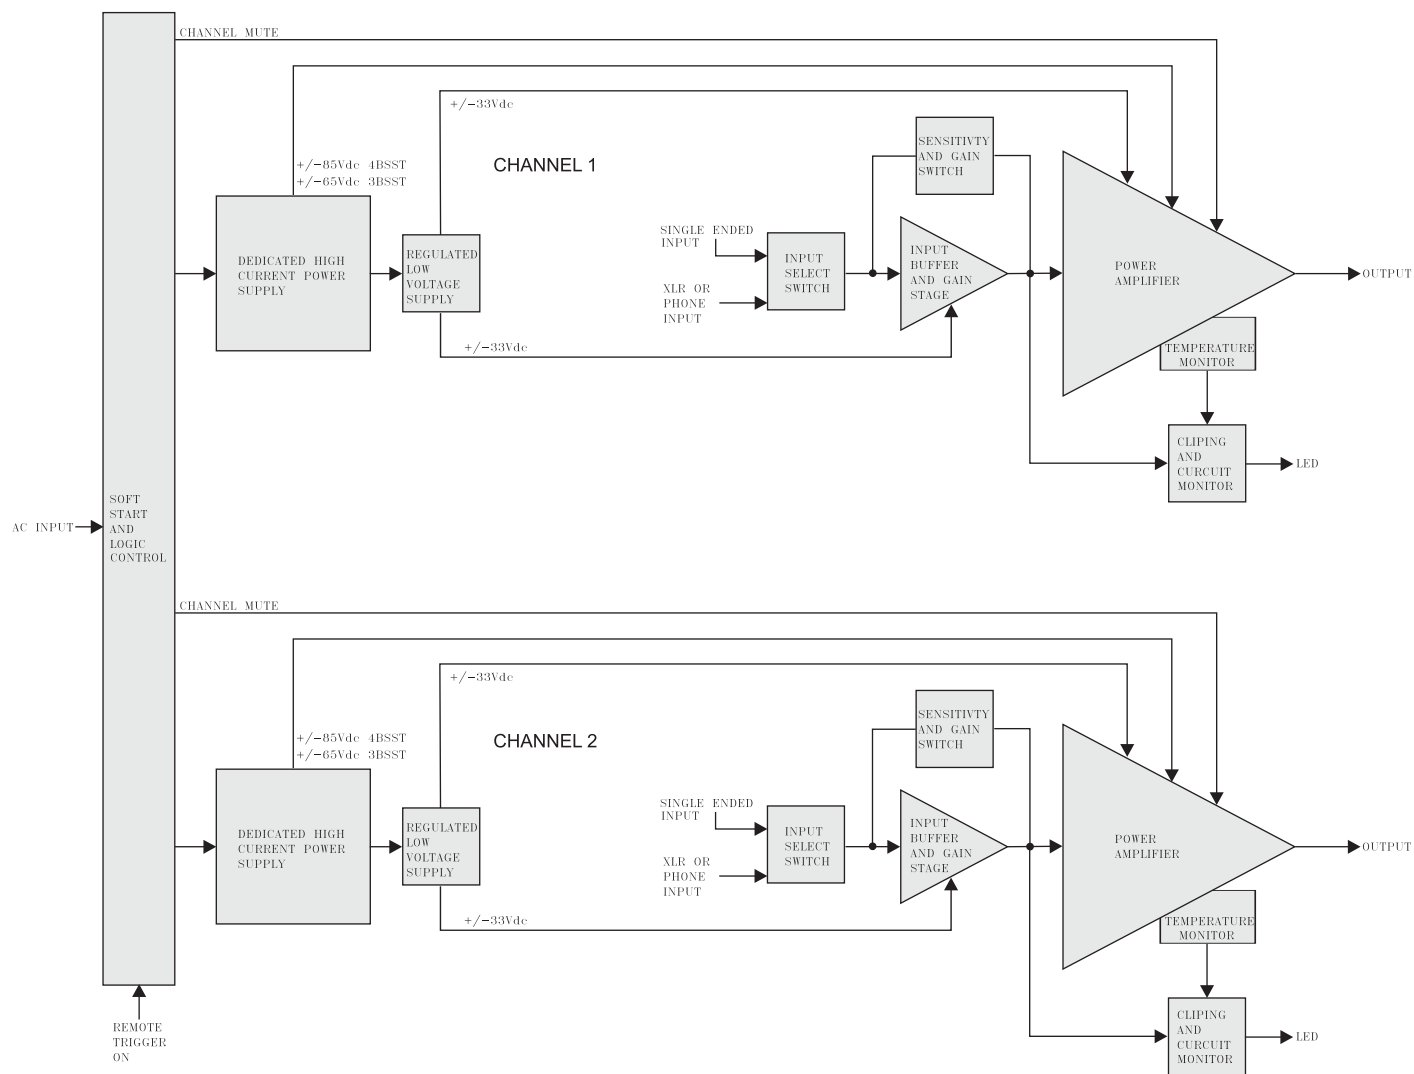 CHANNEL MUTE
+/−33Vdc
+/−85Vdc 4BSST
+/−65Vdc 3BSST
CHANNEL 1
SENSITIVTY
AND GAIN
SWITCH
DEDICATED HIGH
CURRENT POWER
SUPPLY
REGULATED
LOW
VOLTAGE
SUPPLY
+/−33Vdc
SINGLE ENDED
INPUT
XLR OR
PHONE
INPUT
INPUT
SELECT
SWITCH
INPUT
BUFFER
AND GAIN
STAGE
POWER
AMPLIFIER
OUTPUT
TEMPERATURE
MONITOR
CLIPING
AND
CURCUIT
MONITOR
LED
AC INPUT
SOFT
START
AND
LOGIC
CONTROL
CHANNEL MUTE
+/−33Vdc
+/−85Vdc 4BSST
+/−65Vdc 3BSST
CHANNEL 2
SENSITIVTY
AND GAIN
SWITCH
DEDICATED HIGH
CURRENT POWER
SUPPLY
REGULATED
LOW
VOLTAGE
SUPPLY
+/−33Vdc
SINGLE ENDED
INPUT
XLR OR
PHONE
INPUT
INPUT
SELECT
SWITCH
INPUT
BUFFER
AND GAIN
STAGE
POWER
AMPLIFIER
OUTPUT
TEMPERATURE
MONITOR
CLIPING
AND
CURCUIT
MONITOR
LED
REMOTE
TRIGGER
ON